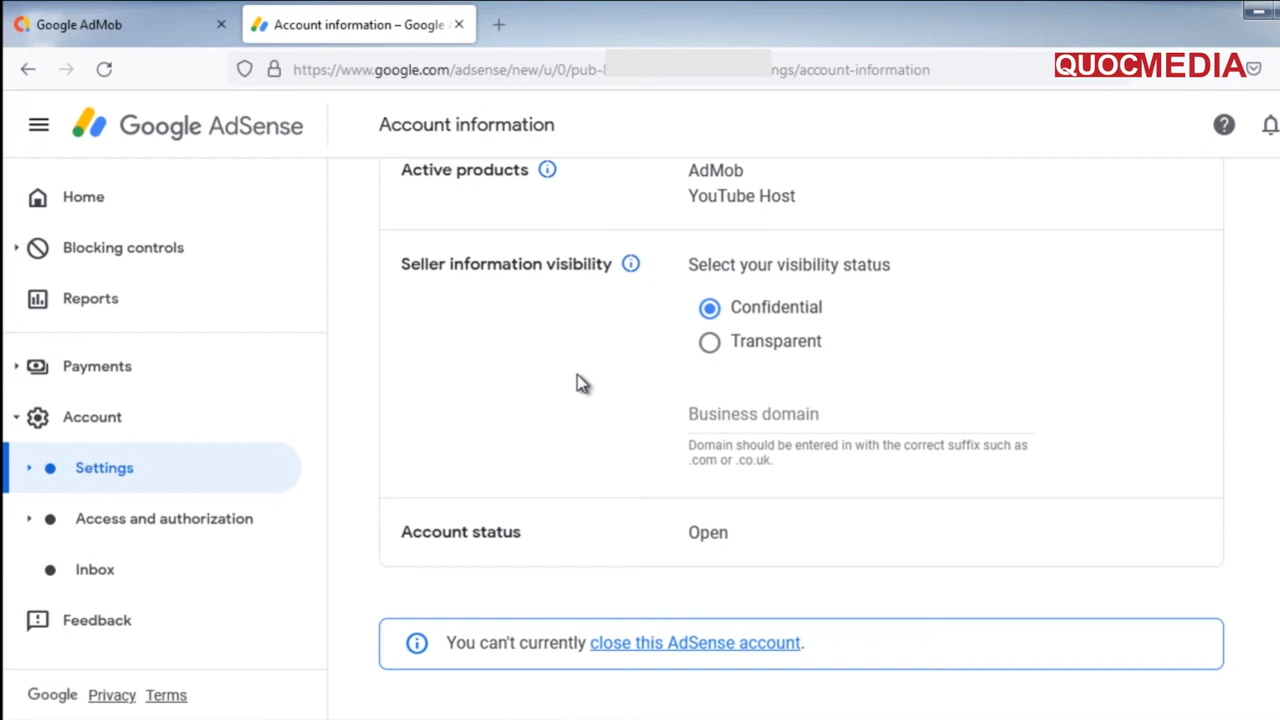 Google AdMob
Account information – Google
https://www.google.com/adsense/new/u/0/pub-
ngs/account-information
QUOCMEDIA
Google AdSense
Account information
Home
Blocking controls
Reports
Payments
Account
Settings
Access and authorization
Inbox
Feedback
Google Privacy Terms
Active products
AdMob
YouTube Host
Seller information visibility
Select your visibility status
Confidential
Transparent
Business domain
Domain should be entered in with the correct suffix such as
.com or .co.uk.
Account status
Open
You can't currently close this AdSense account.